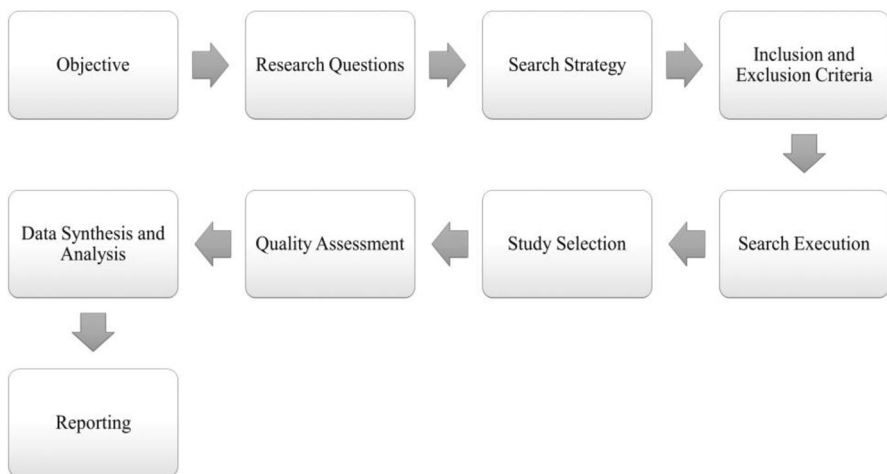 Objective
Research Questions
Search Strategy
Inclusion and
Exclusion Criteria
Search Execution
Study Selection
Quality Assessment
Data Synthesis and
Analysis
Reporting